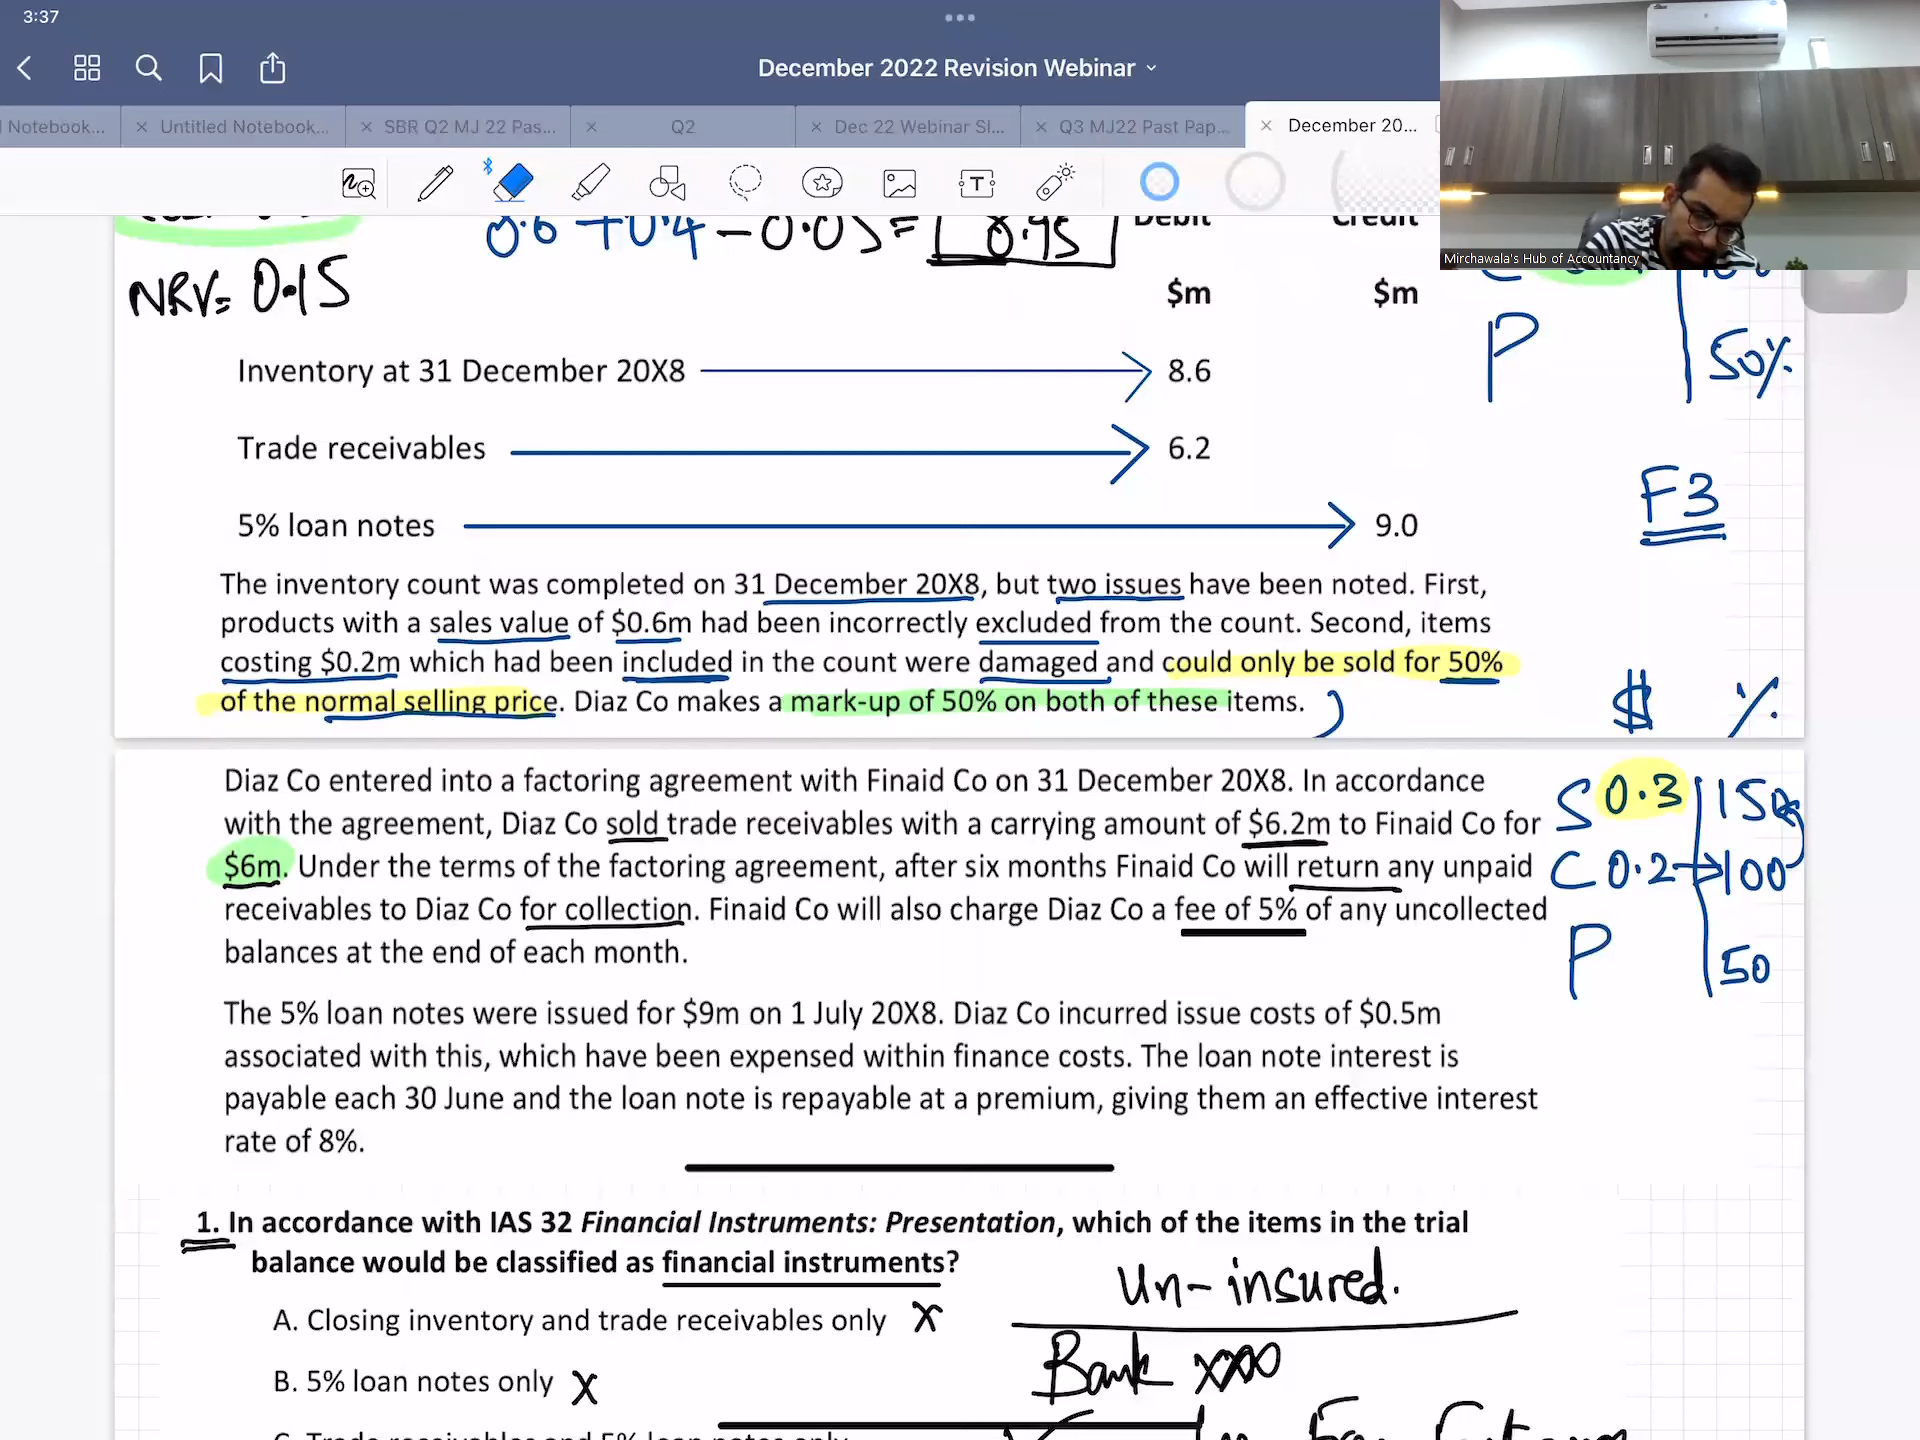 3:37
December 2022 Revision Webinar
Notebook...
Untitled Notebook...
SBR Q2 MJ 22 Pas...
Q2
Dec 22 Webinar Sl...
Q3 MJ22 Past Pap...
December 20...
Mirchawala's Hub of Accountancy
Debit Credit
0.6 + 0.4 - 0.05 =
NRV= 0.15
$m $m
P 50%
Inventory at 31 December 20X8 8.6
Trade receivables 6.2
F3
5% loan notes 9.0
The inventory count was completed on 31 December 20X8, but two issues have been noted. First,
products with a sales value of $0.6m had been incorrectly excluded from the count. Second, items
costing $0.2m which had been included in the count were damaged and could only be sold for 50%
of the normal selling price. Diaz Co makes a mark-up of 50% on both of these items.
$ %
Diaz Co entered into a factoring agreement with Finaid Co on 31 December 20X8. In accordance
with the agreement, Diaz Co sold trade receivables with a carrying amount of $6.2m to Finaid Co for
$6m. Under the terms of the factoring agreement, after six months Finaid Co will return any unpaid
receivables to Diaz Co for collection. Finaid Co will also charge Diaz Co a fee of 5% of any uncollected
balances at the end of each month.
S 0.3 150
C 0.2 100
P 50
The 5% loan notes were issued for $9m on 1 July 20X8. Diaz Co incurred issue costs of $0.5m
associated with this, which have been expensed within finance costs. The loan note interest is
payable each 30 June and the loan note is repayable at a premium, giving them an effective interest
rate of 8%.
1. In accordance with IAS 32 Financial Instruments: Presentation, which of the items in the trial
balance would be classified as financial instruments?
Un-insured.
A. Closing inventory and trade receivables only X
Bank
B. 5% loan notes only X
C. Trade receivables and 5% loan notes only